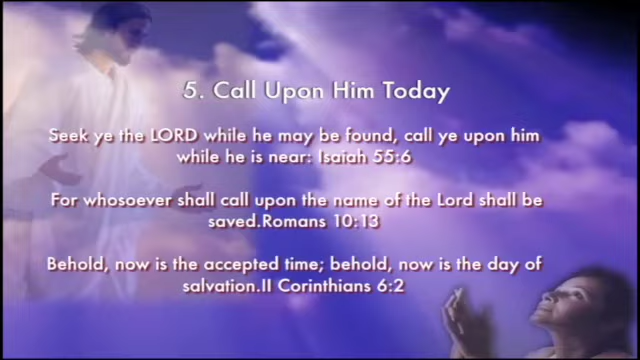 5. Call Upon Him Today
Seek ye the LORD while he may be found, call ye upon him
while he is near: Isaiah 55:6
For whosoever shall call upon the name of the Lord shall be
saved.Romans 10:13
Behold, now is the accepted time; behold, now is the day of
salvation.II Corinthians 6:2